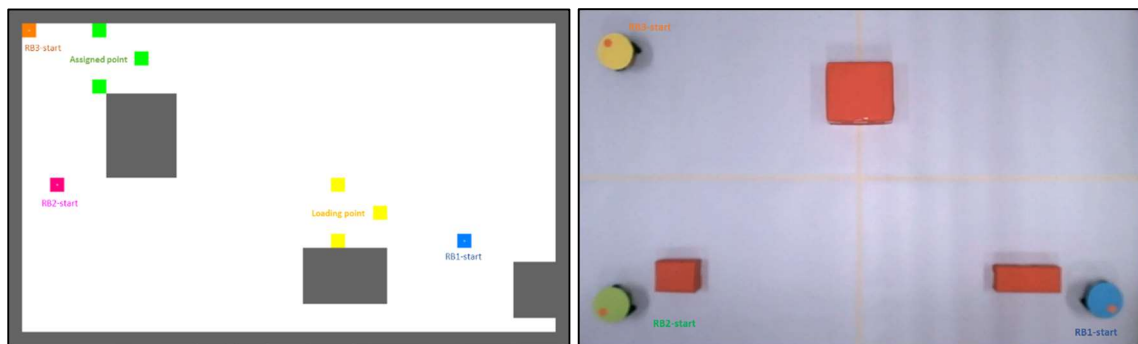 RB3-start
Assigned point
RB2-start
Loading point
RB1-start
RB3-start
RB2-start
RB1-start